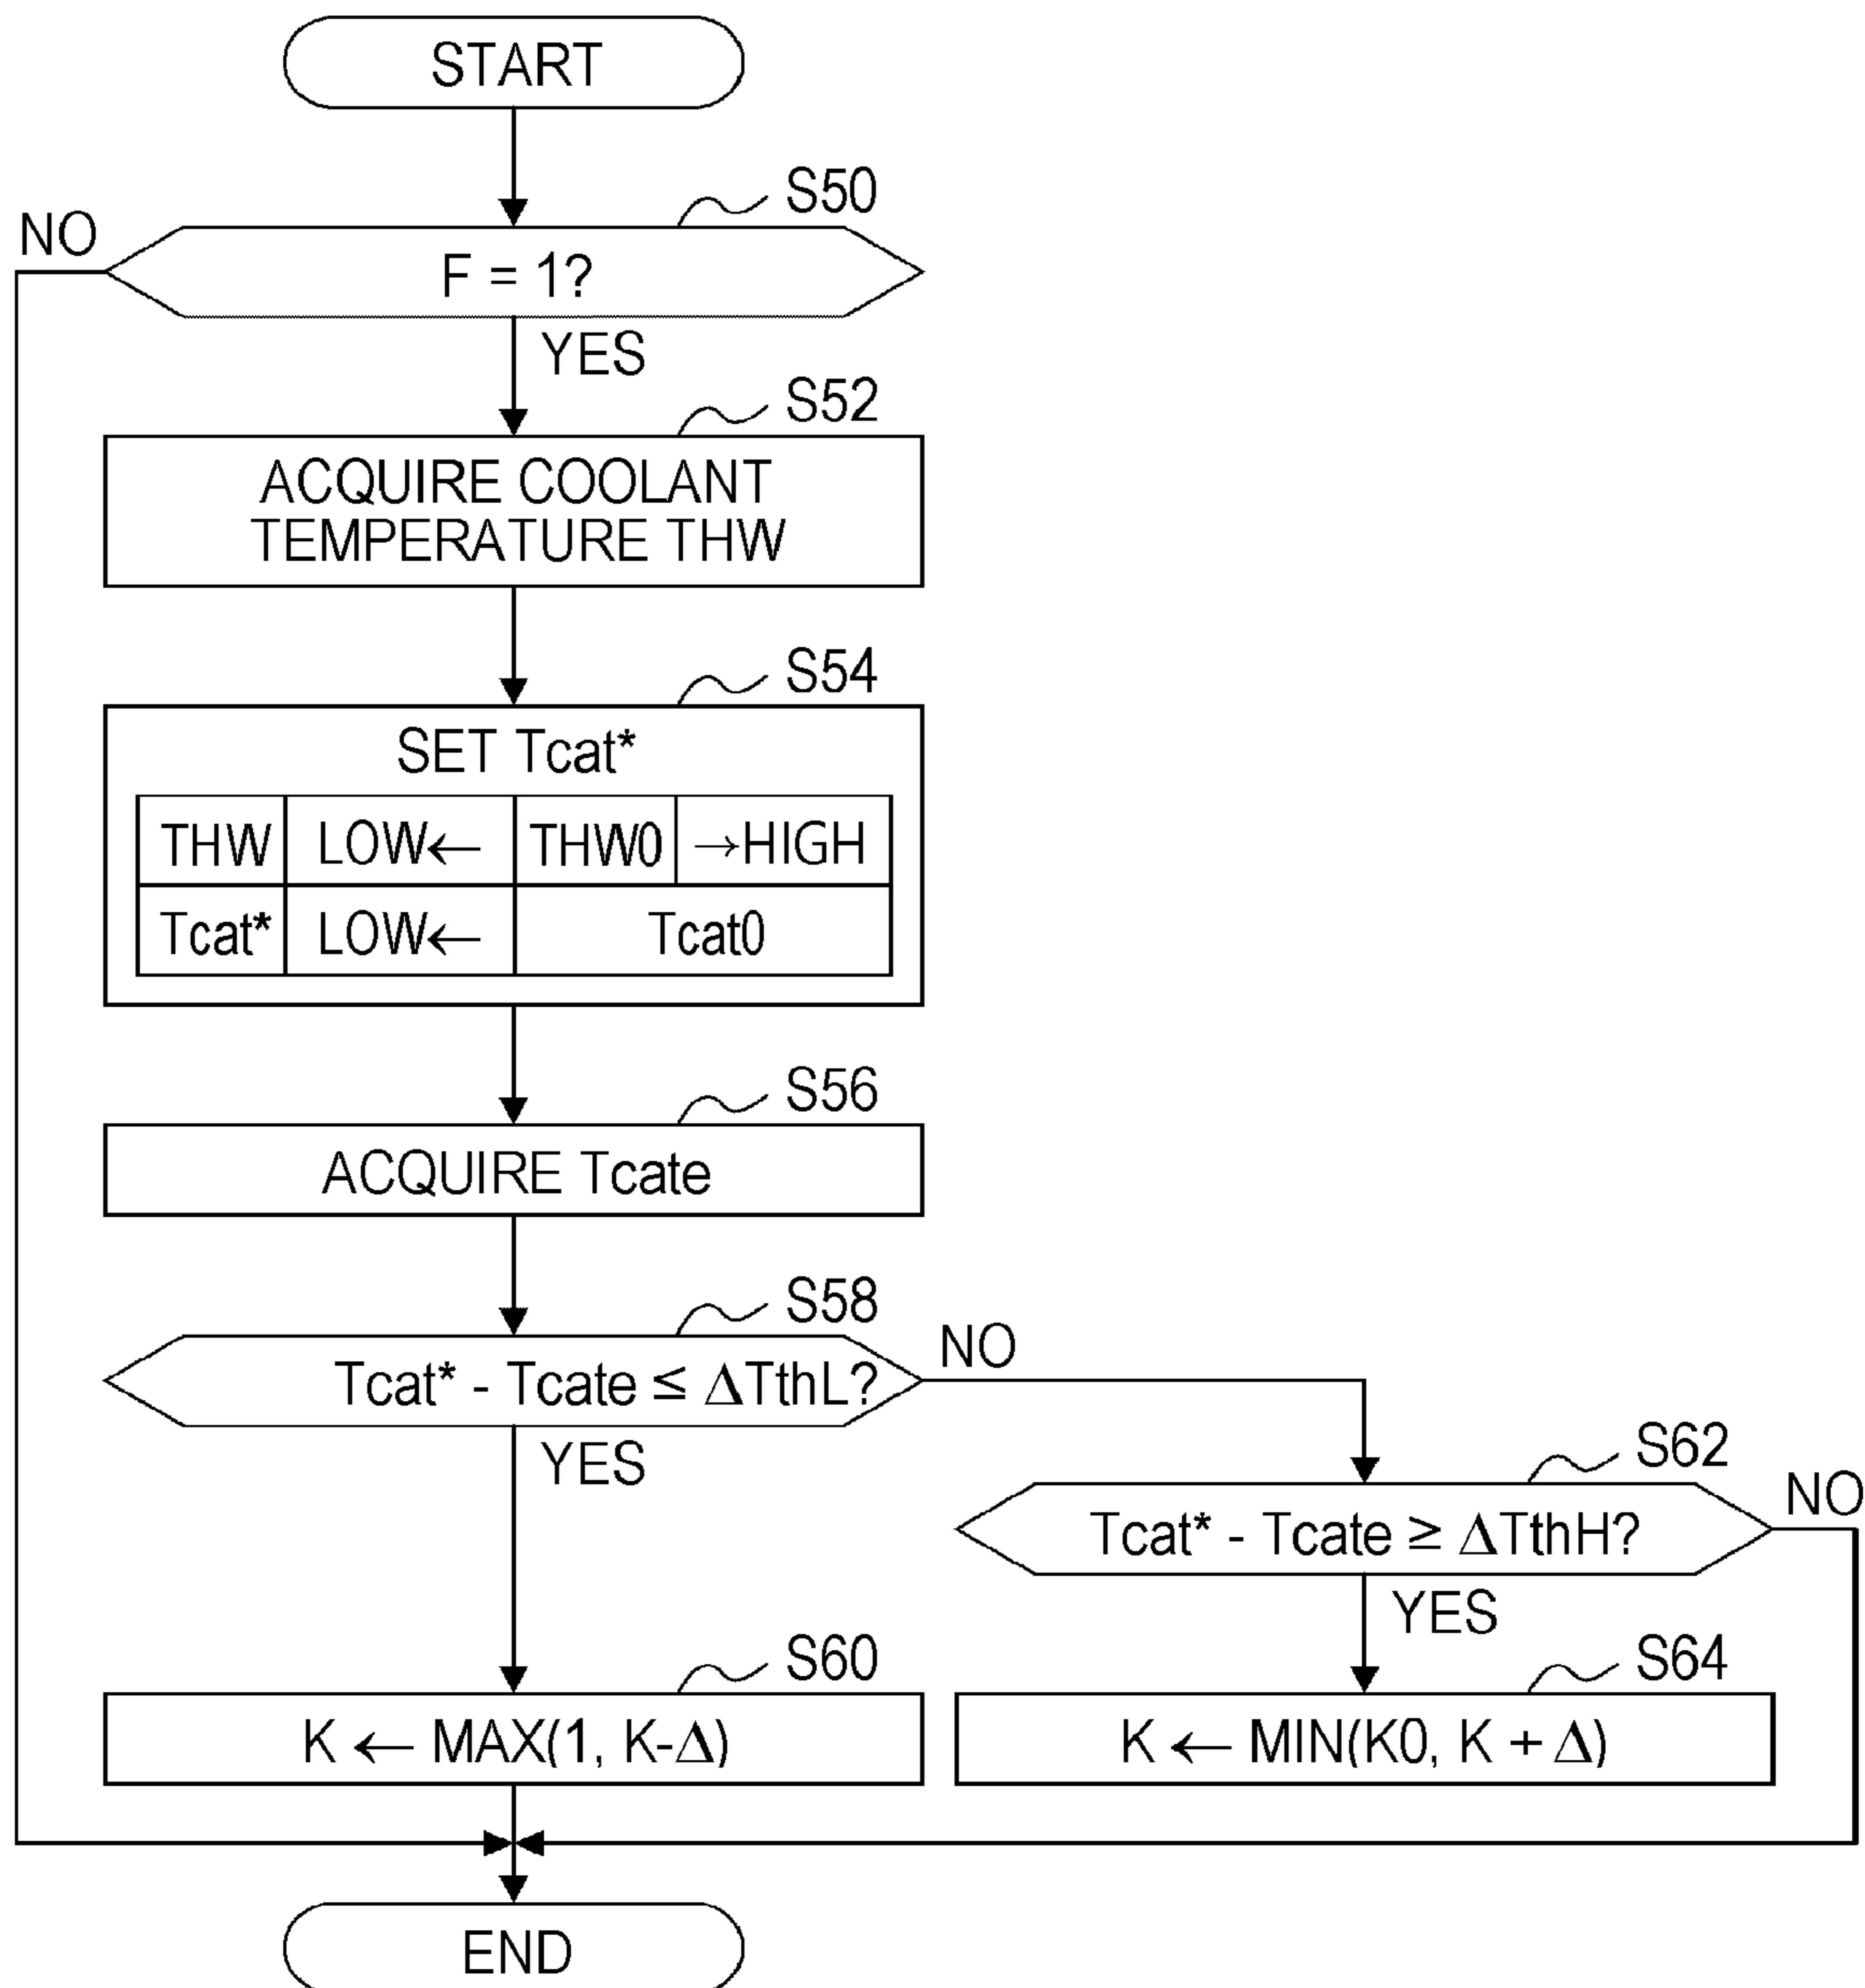 START
S50
NO
F = 1?
YES
S52
ACQUIRE COOLANT
TEMPERATURE THW
S54
SET Tcat*
THW LOW← THW0 →HIGH
Tcat* LOW← Tcat0
S56
ACQUIRE Tcate
S58
Tcat* - Tcate ≤ ΔTthL?
NO
YES
S62
Tcat* - Tcate ≥ ΔTthH?
NO
YES
S60
K ← MAX(1, K-Δ)
S64
K ← MIN(K0, K + Δ)
END